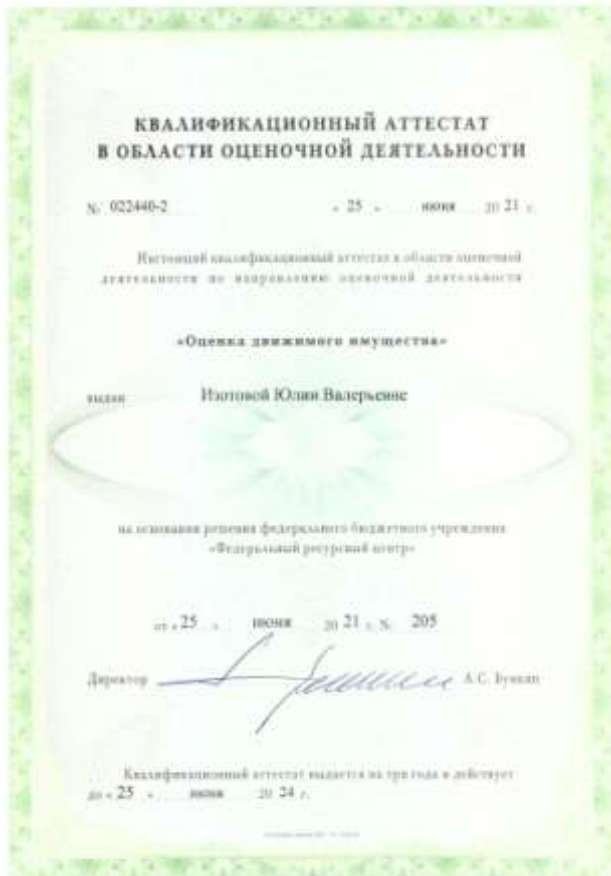 КВАЛИФИКАЦИОННЫЙ АТТЕСТАТ
В ОБЛАСТИ ОЦЕНОЧНОЙ ДЕЯТЕЛЬНОСТИ
№ 022440-2 « 25 » июня 20 21 г.
Настоящий квалификационный аттестат в области оценочной
деятельности по направлению оценочной деятельности
«Оценка движимого имущества»
выдан Изотовой Юлии Валерьевне
на основании решения федерального бюджетного учреждения
«Федеральный ресурсный центр»
от « 25 » июня 20 21 г. № 205
Директор А.С. Бункин
Квалификационный аттестат выдается на три года и действует
до « 25 » июня 20 24 г.